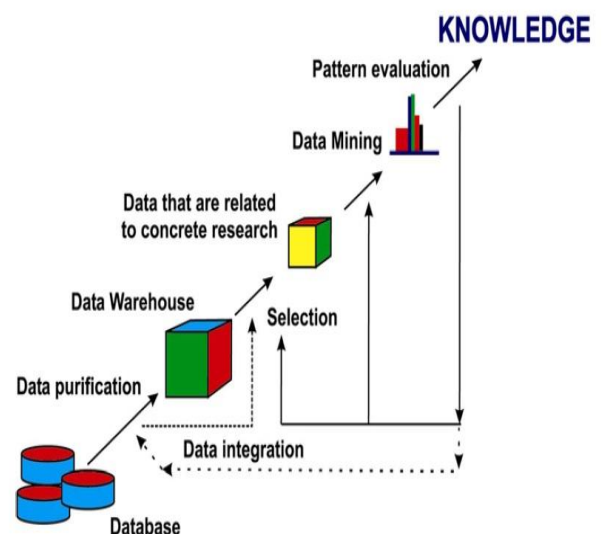 KNOWLEDGE
Pattern evaluation
Data Mining
Data that are related
to concrete research
Data Warehouse
Selection
Data purification
Data integration
Database